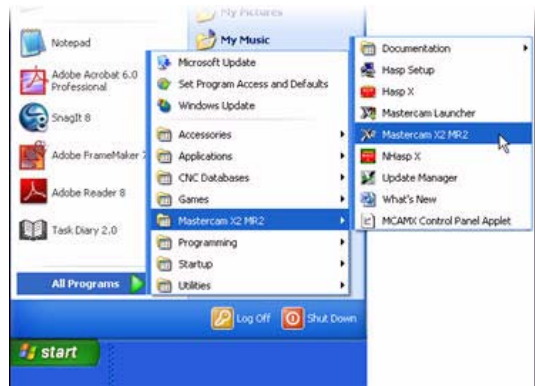 My Pictures
My Music
Notepad
Adobe Acrobat 6.0
Professional
SnagIt 8
Adobe FrameMaker 7
Adobe Reader 8
Task Diary 2.0
All Programs
Microsoft Update
Set Program Access and Defaults
Windows Update
Accessories
Applications
CNC Databases
Games
Mastercam X2 MR2
Programming
Startup
Utilities
Documentation
Hasp Setup
Hasp X
Mastercam Launcher
Mastercam X2 MR2
NHasp X
Update Manager
What's New
MCAMX Control Panel Applet
Log Off
Shut Down
start